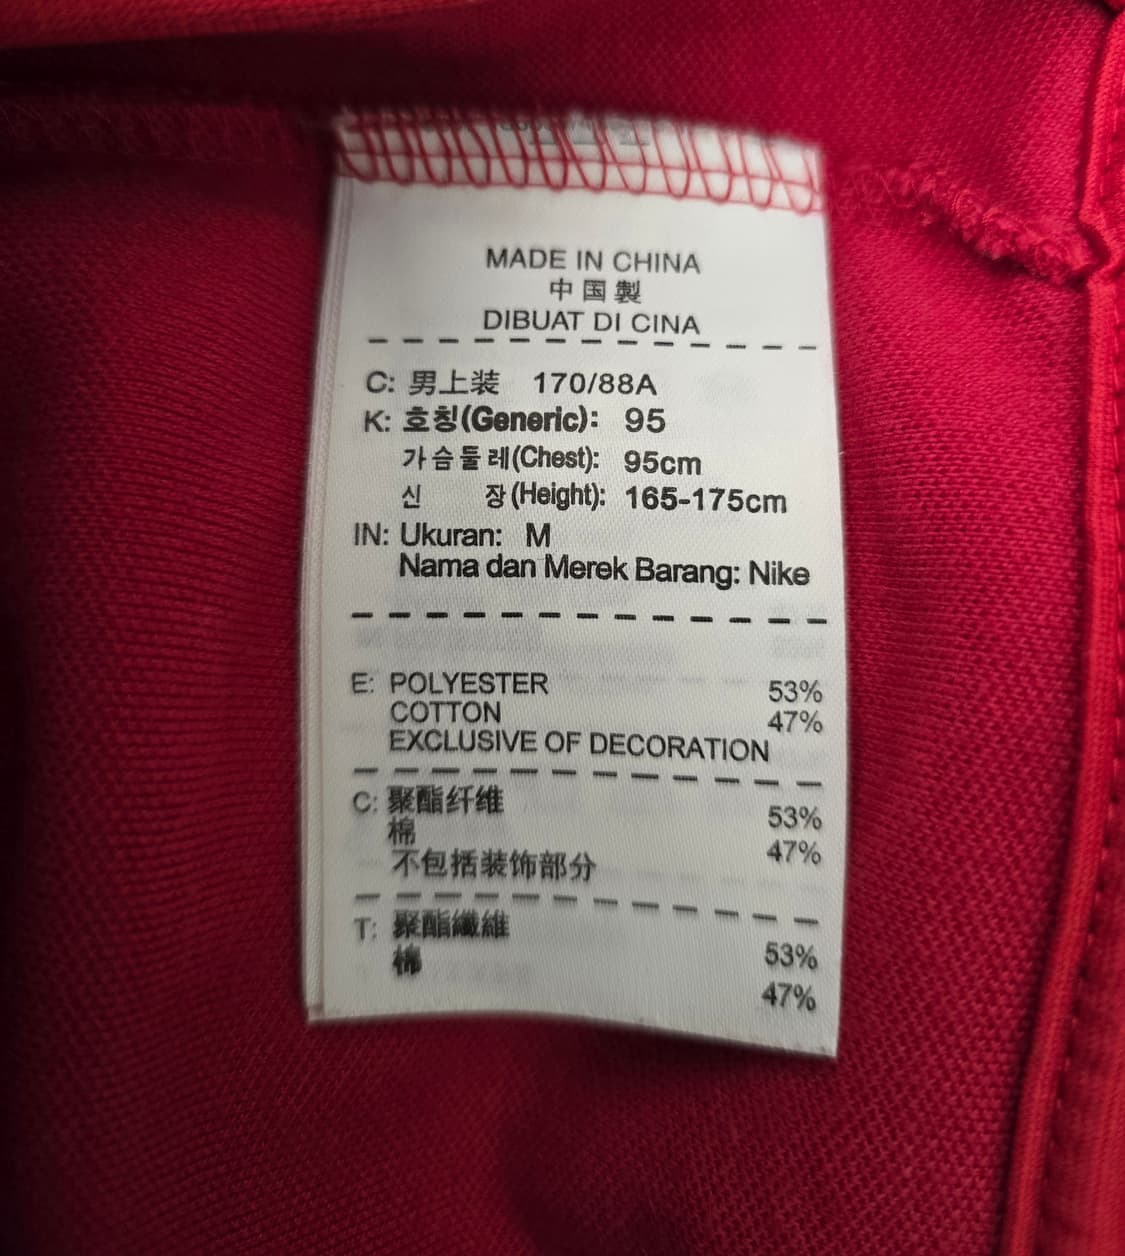 MADE IN CHINA
中国製
DIBUAT DI CINA
C: 男上装 170/88A
K: 호칭(Generic): 95
가슴둘레(Chest): 95cm
신 장(Height): 165-175cm
IN: Ukuran: M
Nama dan Merek Barang: Nike
E: POLYESTER 53%
COTTON 47%
EXCLUSIVE OF DECORATION
C: 聚酯纤维 53%
棉 47%
不包括装饰部分
T: 聚酯纖維 53%
棉 47%